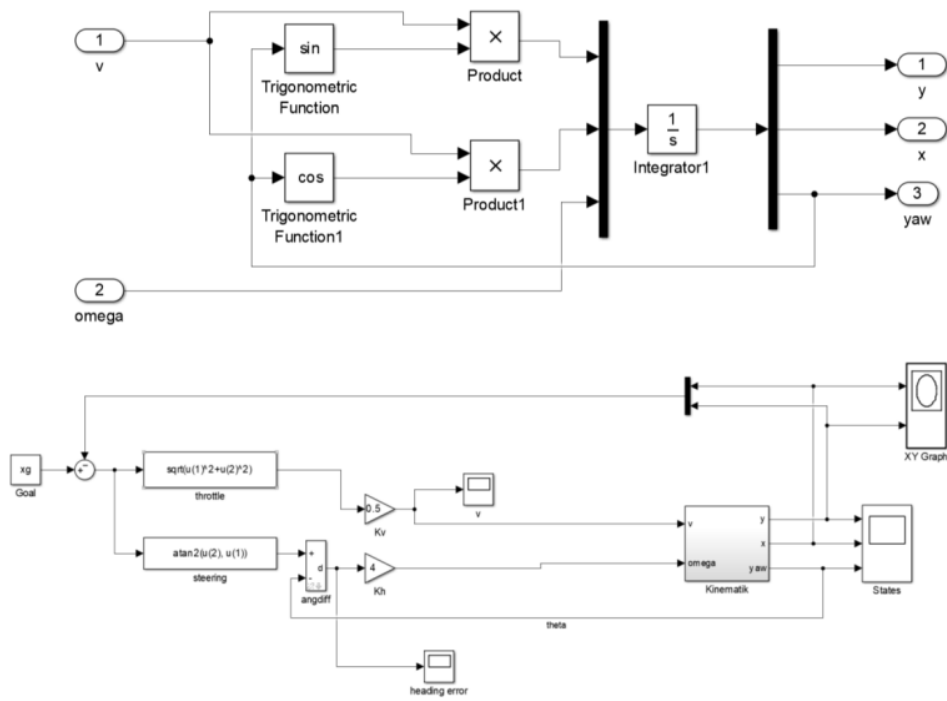 1
v
sin
Trigonometric
Function
×
Product
cos
Trigonometric
Function1
×
Product1
1
s
Integrator1
1
y
2
x
3
yaw
2
omega
xg
Goal
+
−
sqrt(u(1)^2+u(2)^2)
throttle
0.5
Kv
v
atan2(u(2), u(1))
steering
+
-
d
angdiff
4
Kh
v
omega
y
x
yaw
Kinematik
XY Graph
States
theta
heading error